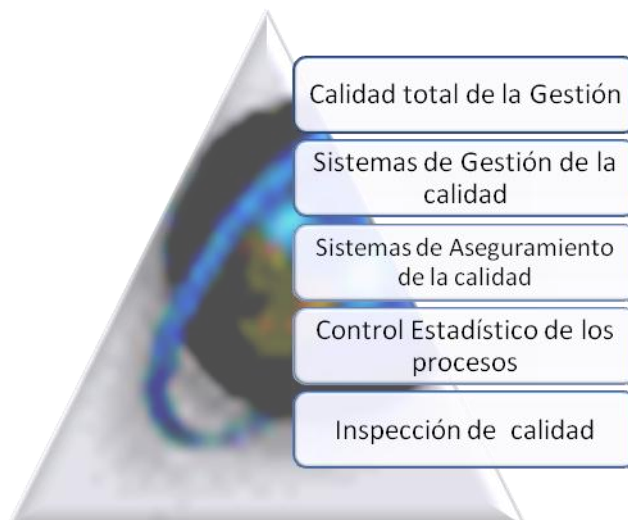 Calidad total de la Gestión
Sistemas de Gestión de la
calidad
Sistemas de Aseguramiento
de la calidad
Control Estadístico de los
procesos
Inspección de  calidad